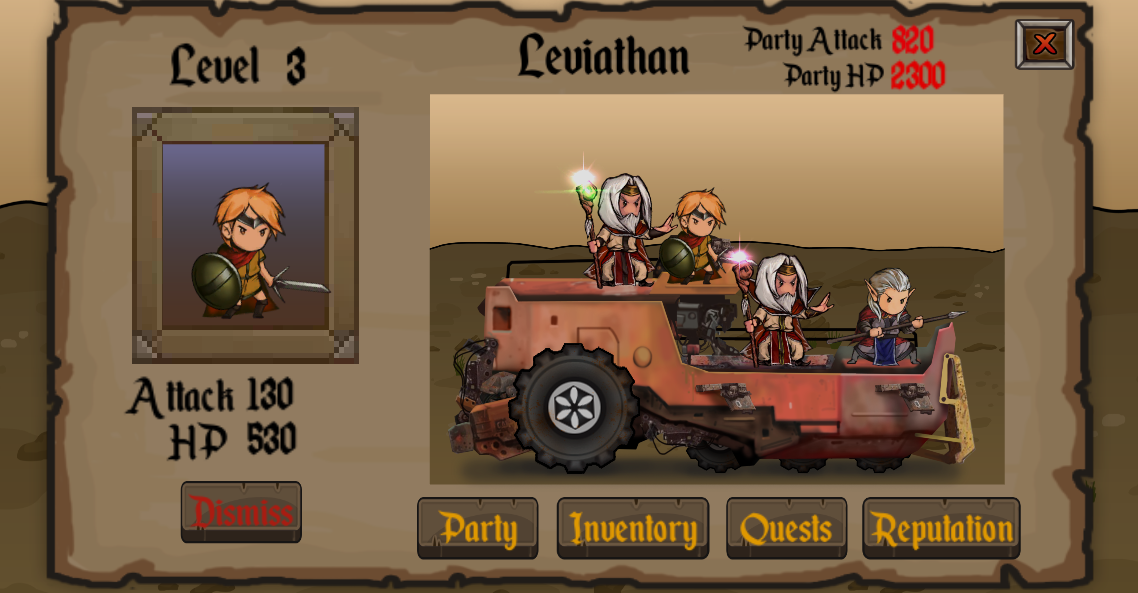 Level 3
Leviathan
Party Attack 820
Party HP 2300
Attack 130
HP 530
Dismiss
Party
Inventory
Quests
Reputation